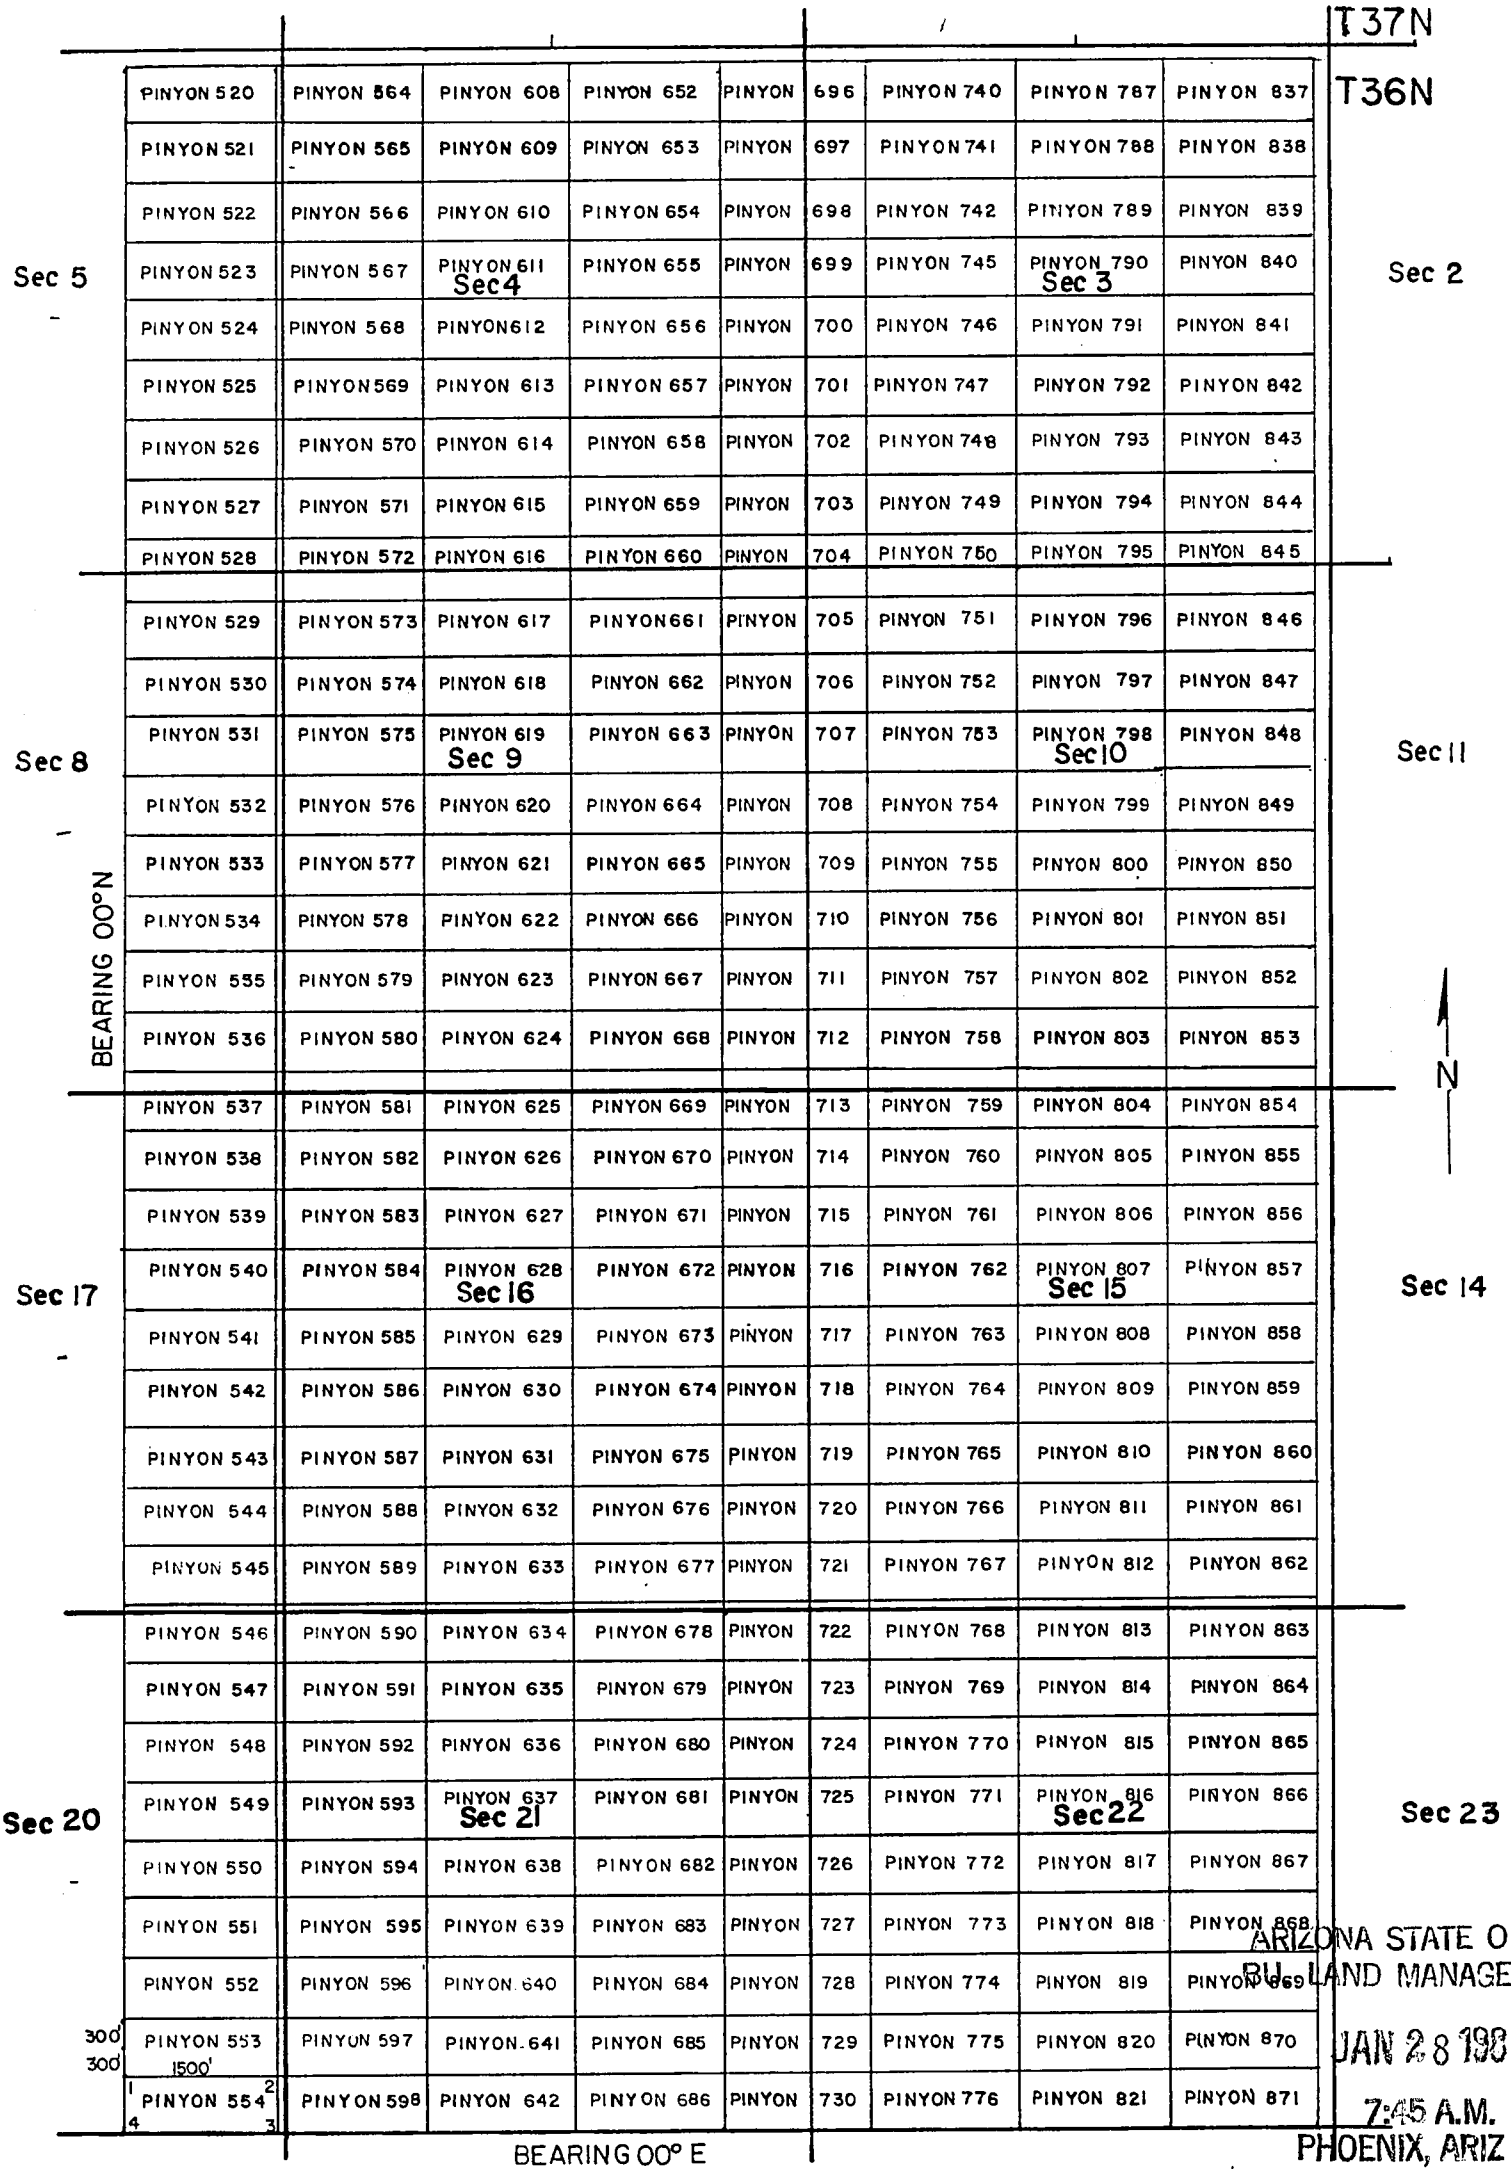 T37N
T36N
PINYON 520 PINYON 564 PINYON 608 PINYON 652 PINYON 696 PINYON 740 PINYON 787 PINYON 837
PINYON 521 PINYON 565 PINYON 609 PINYON 653 PINYON 697 PINYON 741 PINYON 788 PINYON 838
PINYON 522 PINYON 566 PINYON 610 PINYON 654 PINYON 698 PINYON 742 PINYON 789 PINYON 839
PINYON 523 PINYON 567 PINYON 611 PINYON 655 PINYON 699 PINYON 745 PINYON 790 PINYON 840
Sec 5 Sec 4 Sec 3 Sec 2
PINYON 524 PINYON 568 PINYON 612 PINYON 656 PINYON 700 PINYON 746 PINYON 791 PINYON 841
PINYON 525 PINYON 569 PINYON 613 PINYON 657 PINYON 701 PINYON 747 PINYON 792 PINYON 842
PINYON 526 PINYON 570 PINYON 614 PINYON 658 PINYON 702 PINYON 748 PINYON 793 PINYON 843
PINYON 527 PINYON 571 PINYON 615 PINYON 659 PINYON 703 PINYON 749 PINYON 794 PINYON 844
PINYON 528 PINYON 572 PINYON 616 PINYON 660 PINYON 704 PINYON 750 PINYON 795 PINYON 845
PINYON 529 PINYON 573 PINYON 617 PINYON 661 PINYON 705 PINYON 751 PINYON 796 PINYON 846
PINYON 530 PINYON 574 PINYON 618 PINYON 662 PINYON 706 PINYON 752 PINYON 797 PINYON 847
PINYON 531 PINYON 575 PINYON 619 PINYON 663 PINYON 707 PINYON 753 PINYON 798 PINYON 848
Sec 8 Sec 9 Sec 10 Sec 11
PINYON 532 PINYON 576 PINYON 620 PINYON 664 PINYON 708 PINYON 754 PINYON 799 PINYON 849
PINYON 533 PINYON 577 PINYON 621 PINYON 665 PINYON 709 PINYON 755 PINYON 800 PINYON 850
PINYON 534 PINYON 578 PINYON 622 PINYON 666 PINYON 710 PINYON 756 PINYON 801 PINYON 851
PINYON 535 PINYON 579 PINYON 623 PINYON 667 PINYON 711 PINYON 757 PINYON 802 PINYON 852
PINYON 536 PINYON 580 PINYON 624 PINYON 668 PINYON 712 PINYON 758 PINYON 803 PINYON 853
BEARING 00°N
N
PINYON 537 PINYON 581 PINYON 625 PINYON 669 PINYON 713 PINYON 759 PINYON 804 PINYON 854
PINYON 538 PINYON 582 PINYON 626 PINYON 670 PINYON 714 PINYON 760 PINYON 805 PINYON 855
PINYON 539 PINYON 583 PINYON 627 PINYON 671 PINYON 715 PINYON 761 PINYON 806 PINYON 856
PINYON 540 PINYON 584 PINYON 628 PINYON 672 PINYON 716 PINYON 762 PINYON 807 PINYON 857
Sec 17 Sec 16 Sec 15 Sec 14
PINYON 541 PINYON 585 PINYON 629 PINYON 673 PINYON 717 PINYON 763 PINYON 808 PINYON 858
PINYON 542 PINYON 586 PINYON 630 PINYON 674 PINYON 718 PINYON 764 PINYON 809 PINYON 859
PINYON 543 PINYON 587 PINYON 631 PINYON 675 PINYON 719 PINYON 765 PINYON 810 PINYON 860
PINYON 544 PINYON 588 PINYON 632 PINYON 676 PINYON 720 PINYON 766 PINYON 811 PINYON 861
PINYON 545 PINYON 589 PINYON 633 PINYON 677 PINYON 721 PINYON 767 PINYON 812 PINYON 862
PINYON 546 PINYON 590 PINYON 634 PINYON 678 PINYON 722 PINYON 768 PINYON 813 PINYON 863
PINYON 547 PINYON 591 PINYON 635 PINYON 679 PINYON 723 PINYON 769 PINYON 814 PINYON 864
PINYON 548 PINYON 592 PINYON 636 PINYON 680 PINYON 724 PINYON 770 PINYON 815 PINYON 865
PINYON 549 PINYON 593 PINYON 637 PINYON 681 PINYON 725 PINYON 771 PINYON 816 PINYON 866
Sec 20 Sec 21 Sec 22 Sec 23
PINYON 550 PINYON 594 PINYON 638 PINYON 682 PINYON 726 PINYON 772 PINYON 817 PINYON 867
PINYON 551 PINYON 595 PINYON 639 PINYON 683 PINYON 727 PINYON 773 PINYON 818 PINYON 868
ARIZONA STATE O
PINYON 552 PINYON 596 PINYON 640 PINYON 684 PINYON 728 PINYON 774 PINYON 819 PINYON 869
BU. LAND MANAGE
300' PINYON 553 PINYON 597 PINYON 641 PINYON 685 PINYON 729 PINYON 775 PINYON 820 PINYON 870
JAN 28 198
300' 1500'
1 2
PINYON 554 PINYON 598 PINYON 642 PINYON 686 PINYON 730 PINYON 776 PINYON 821 PINYON 871
4 3
7:45 A.M.
PHOENIX, ARIZ
BEARING 00° E